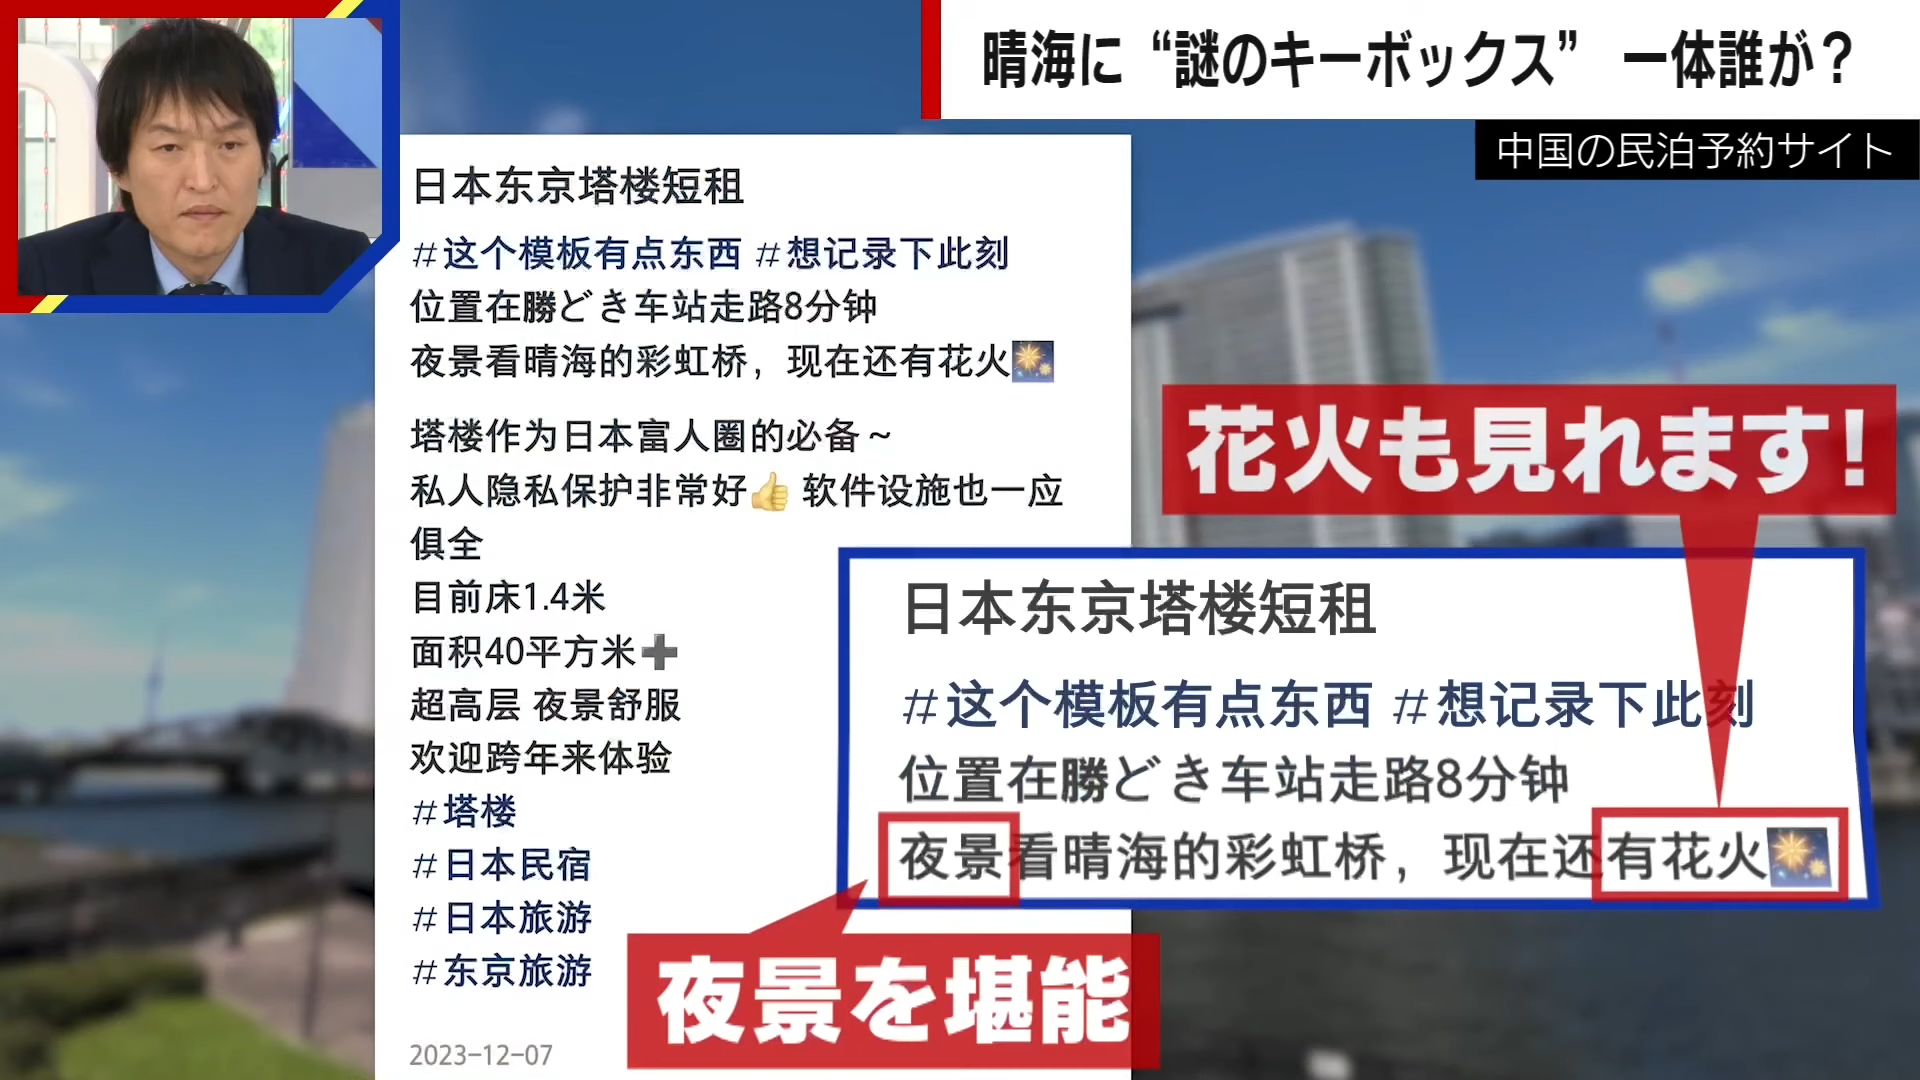 晴海に“謎のキーボックス” 一体誰が？
中国の民泊予約サイト
日本东京塔楼短租
#这个模板有点东西 #想记录下此刻
位置在勝どき车站走路8分钟
夜景看晴海的彩虹桥，现在还有花火🎇
塔楼作为日本富人圈的必备～
私人隐私保护非常好👍 软件设施也一应
俱全
目前床1.4米
面积40平方米➕
超高层 夜景舒服
欢迎跨年来体验
#塔楼
#日本民宿
#日本旅游
#东京旅游
2023-12-07
花火も見れます！
日本东京塔楼短租
#这个模板有点东西 #想记录下此刻
位置在勝どき车站走路8分钟
夜景看晴海的彩虹桥，现在还有花火🎇
夜景を堪能